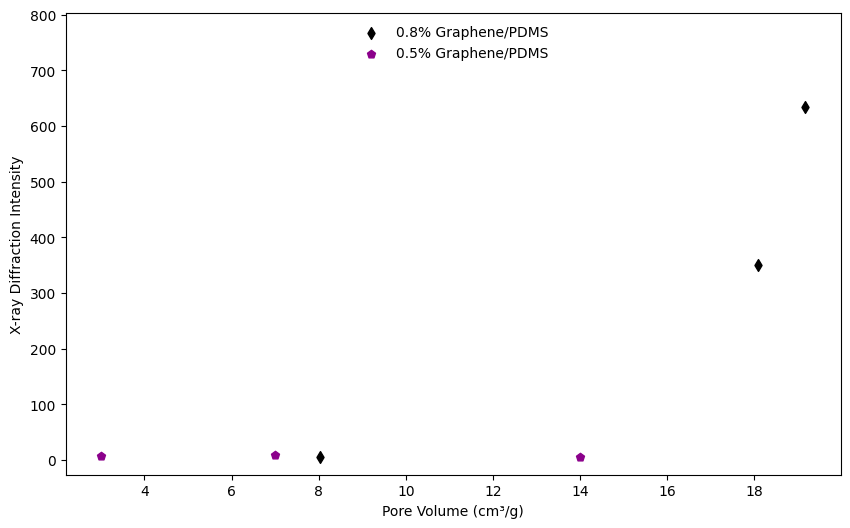 0.8% Graphene/PDMS
0.5% Graphene/PDMS
X-ray Diffraction Intensity
800
700
600
500
400
300
200
100
0
4 6 8 10 12 14 16 18
Pore Volume (cm³/g)